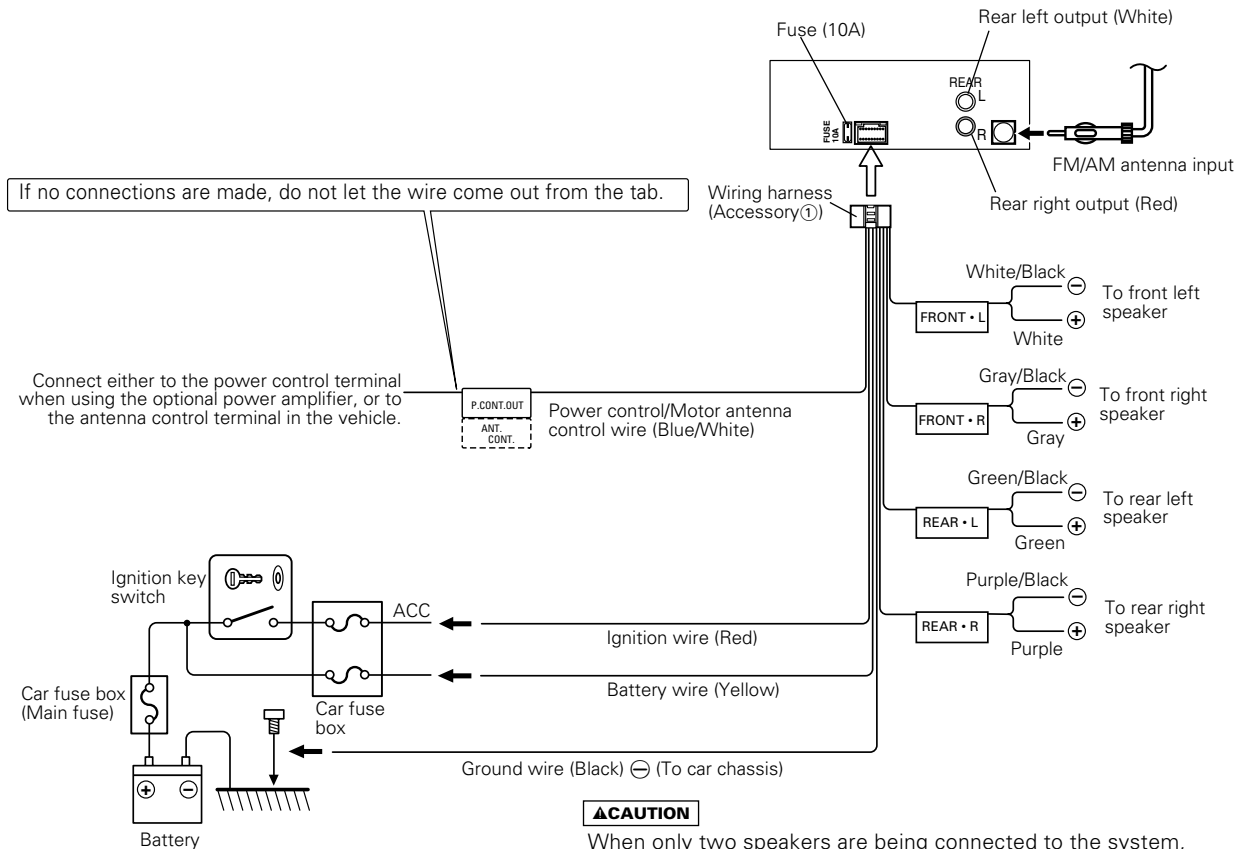 Rear left output (White)
Fuse (10A)
REAR
L
FUSE
10A
R
FM/AM antenna input
If no connections are made, do not let the wire come out from the tab.
Wiring harness
(Accessory①)
Rear right output (Red)
White/Black
⊖
To front left
speaker
FRONT • L
⊕
White
Connect either to the power control terminal
when using the optional power amplifier, or to
the antenna control terminal in the vehicle.
P.CONT.OUT
ANT.
CONT.
Power control/Motor antenna
control wire (Blue/White)
Gray/Black
⊖
To front right
speaker
FRONT • R
⊕
Gray
Green/Black
⊖
To rear left
speaker
REAR • L
⊕
Green
Purple/Black
⊖
To rear right
speaker
REAR • R
⊕
Purple
Ignition key
switch
ACC
Ignition wire (Red)
Battery wire (Yellow)
Car fuse box
(Main fuse)
Car fuse
box
Ground wire (Black) ⊖ (To car chassis)
⊕ ⊖
Battery
⚠CAUTION
When only two speakers are being connected to the system,